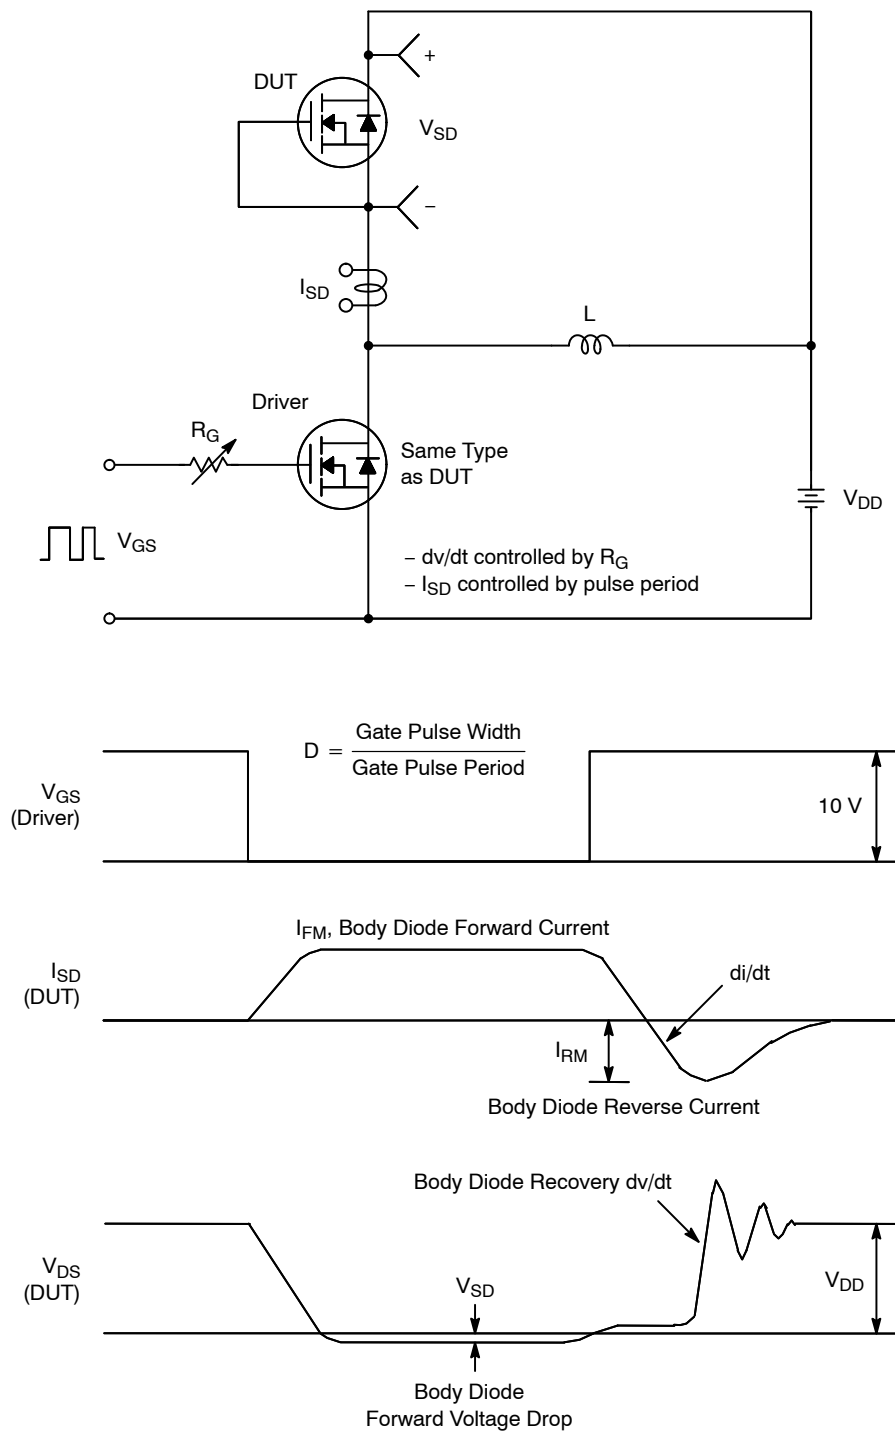 +
DUT
V_SD
−
I_SD
L
Driver
R_G
Same Type
as DUT
V_DD
V_GS
− dv/dt controlled by R_G
− I_SD controlled by pulse period
D = Gate Pulse Width
Gate Pulse Period
V_GS
(Driver)
10 V
I_FM, Body Diode Forward Current
I_SD
(DUT)
di/dt
I_RM
Body Diode Reverse Current
Body Diode Recovery dv/dt
V_DS
(DUT)
V_SD
V_DD
Body Diode
Forward Voltage Drop